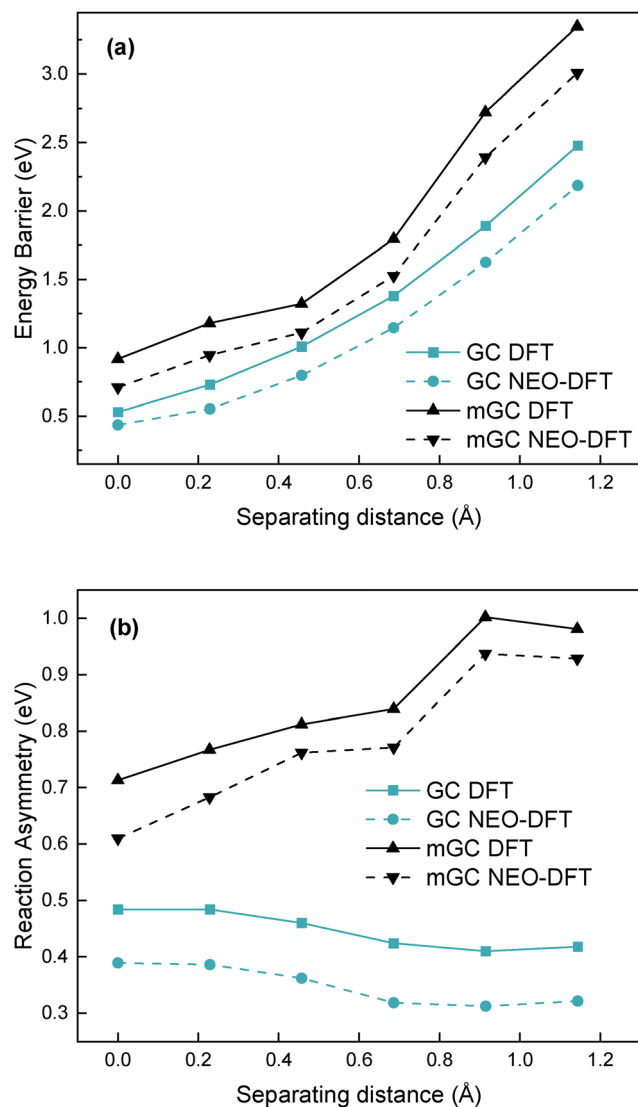 (a)
Energy Barrier (eV)
3.0
2.5
2.0
1.5
1.0
0.5
GC DFT
GC NEO-DFT
mGC DFT
mGC NEO-DFT
0.0 0.2 0.4 0.6 0.8 1.0 1.2
Separating distance (Å)
(b)
Reaction Asymmetry (eV)
1.0
0.9
0.8
0.7
0.6
0.5
0.4
0.3
GC DFT
GC NEO-DFT
mGC DFT
mGC NEO-DFT
0.0 0.2 0.4 0.6 0.8 1.0 1.2
Separating distance (Å)